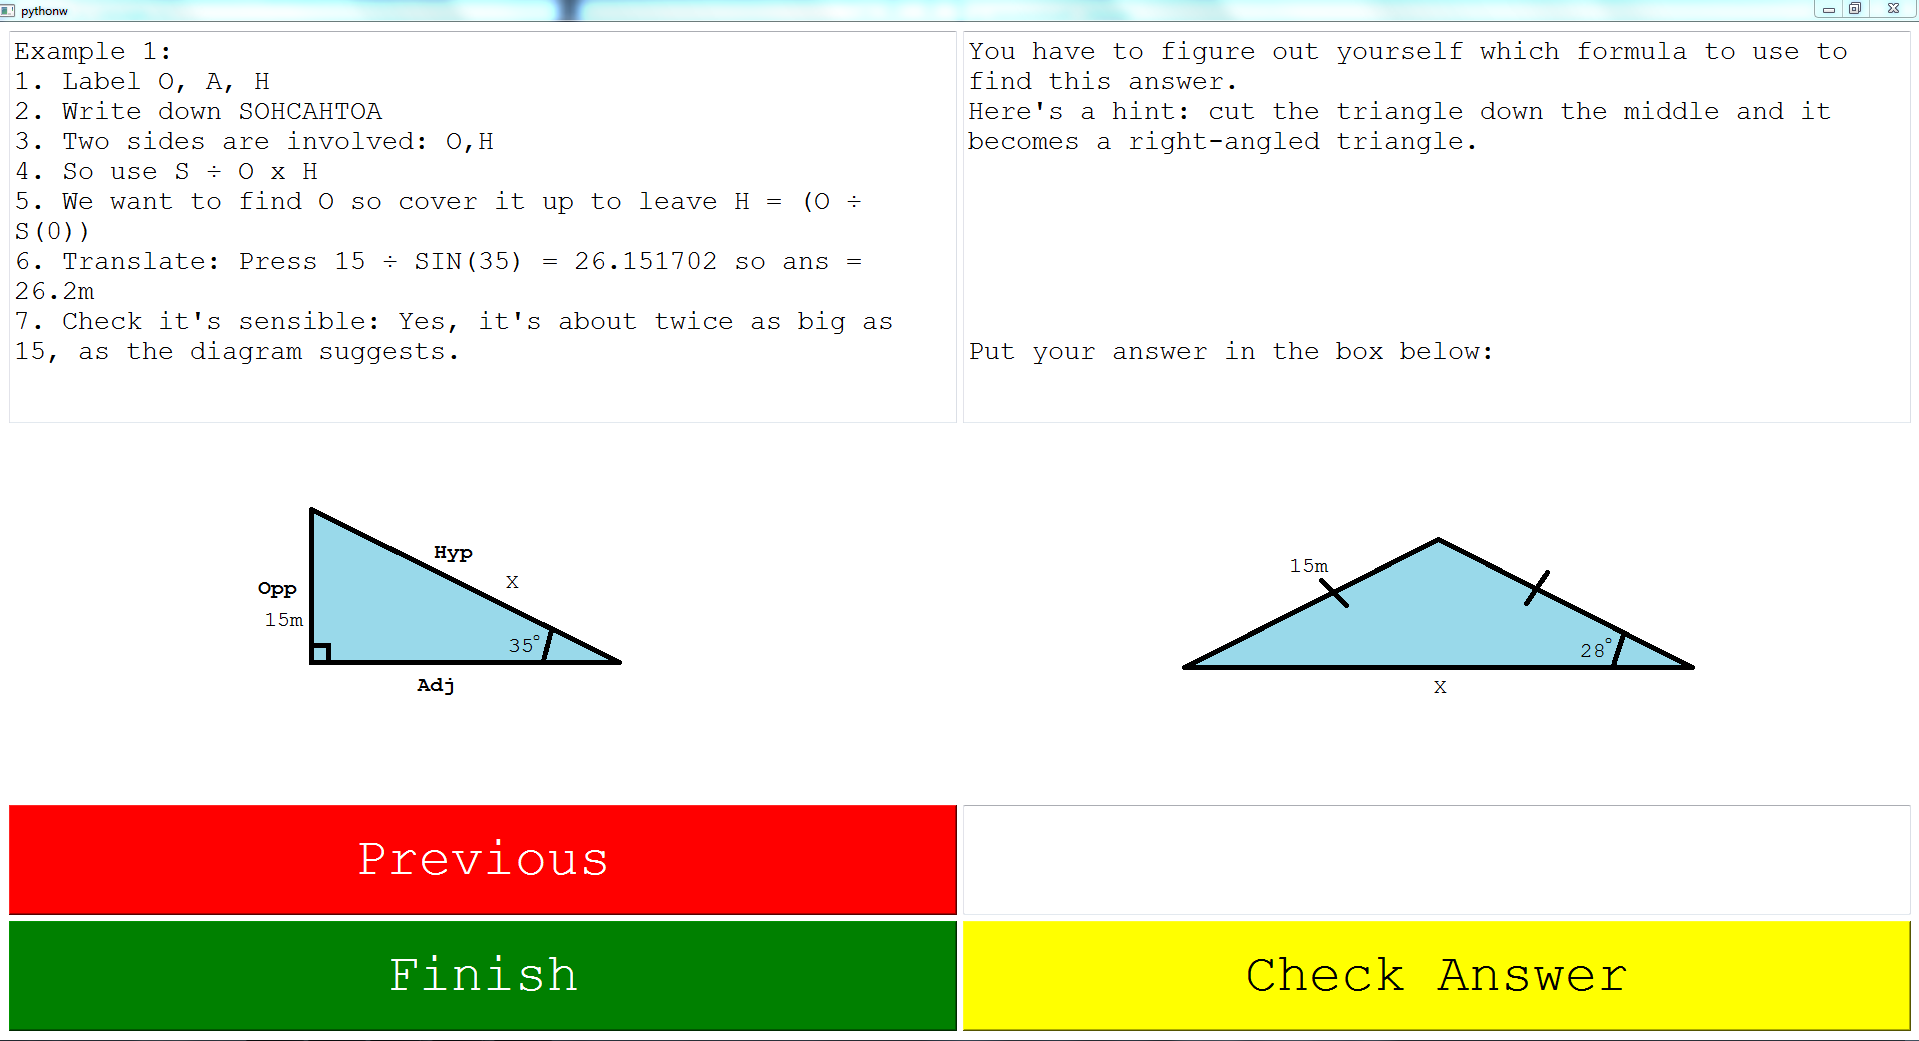 pythonw
Example 1:
1. Label O, A, H
2. Write down SOHCAHTOA
3. Two sides are involved: O,H
4. So use S ÷ O x H
5. We want to find O so cover it up to leave H = (O ÷
S(O))
6. Translate: Press 15 ÷ SIN(35) = 26.151702 so ans =
26.2m
7. Check it's sensible: Yes, it's about twice as big as
15, as the diagram suggests.
You have to figure out yourself which formula to use to
find this answer.
Here's a hint: cut the triangle down the middle and it
becomes a right-angled triangle.
Put your answer in the box below:
Hyp
X
Opp
15m
35°
Adj
15m
28°
X
Previous
Finish
Check Answer